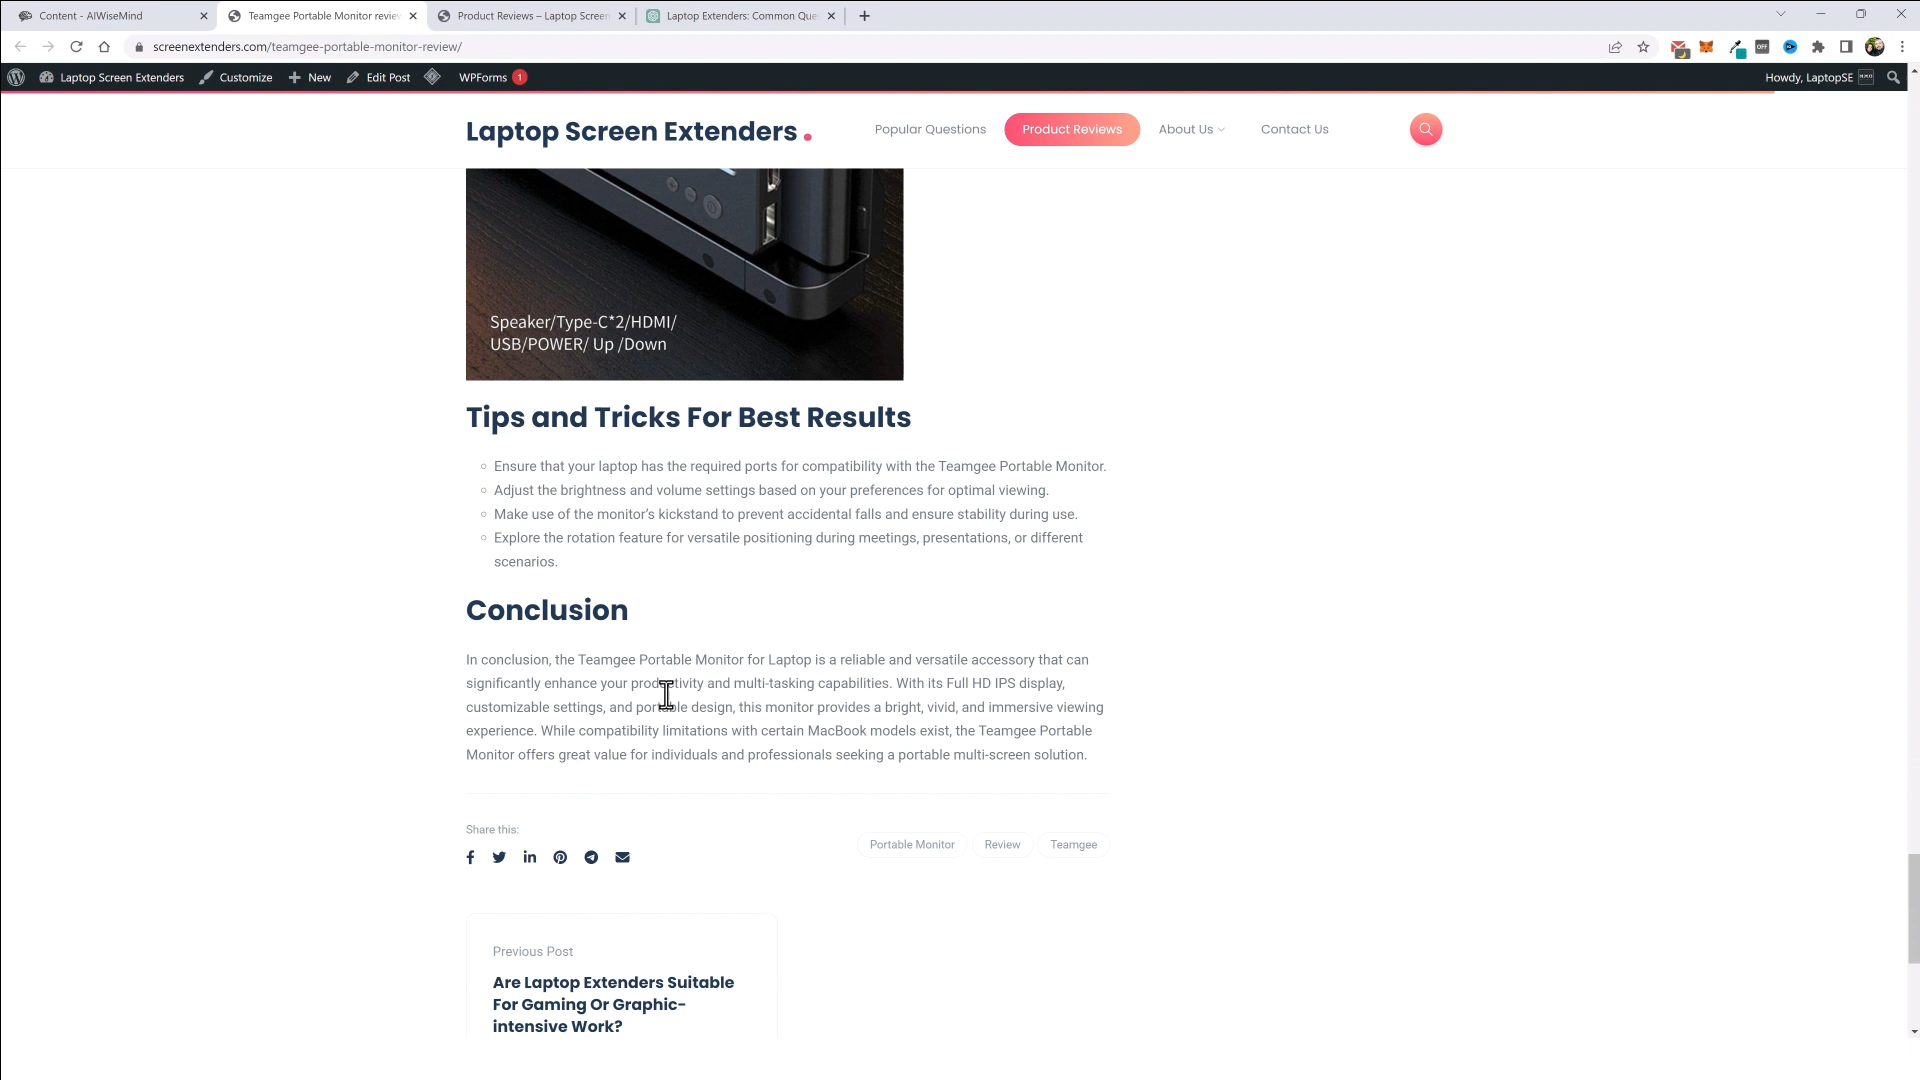 Content - AIWiseMind
Teamgee Portable Monitor review
Product Reviews – Laptop Screen
Laptop Extenders: Common Que
screenextenders.com/teamgee-portable-monitor-review/
Laptop Screen Extenders
Customize
New
Edit Post
WPForms 1
Howdy, LaptopSE
Laptop Screen Extenders.
Popular Questions
Product Reviews
About Us
Contact Us
Speaker/Type-C*2/HDMI/
USB/POWER/ Up /Down
Tips and Tricks For Best Results
Ensure that your laptop has the required ports for compatibility with the Teamgee Portable Monitor.
Adjust the brightness and volume settings based on your preferences for optimal viewing.
Make use of the monitor's kickstand to prevent accidental falls and ensure stability during use.
Explore the rotation feature for versatile positioning during meetings, presentations, or different
scenarios.
Conclusion
In conclusion, the Teamgee Portable Monitor for Laptop is a reliable and versatile accessory that can
significantly enhance your productivity and multi-tasking capabilities. With its Full HD IPS display,
customizable settings, and portable design, this monitor provides a bright, vivid, and immersive viewing
experience. While compatibility limitations with certain MacBook models exist, the Teamgee Portable
Monitor offers great value for individuals and professionals seeking a portable multi-screen solution.
Share this:
Portable Monitor
Review
Teamgee
Previous Post
Are Laptop Extenders Suitable
For Gaming Or Graphic-
intensive Work?